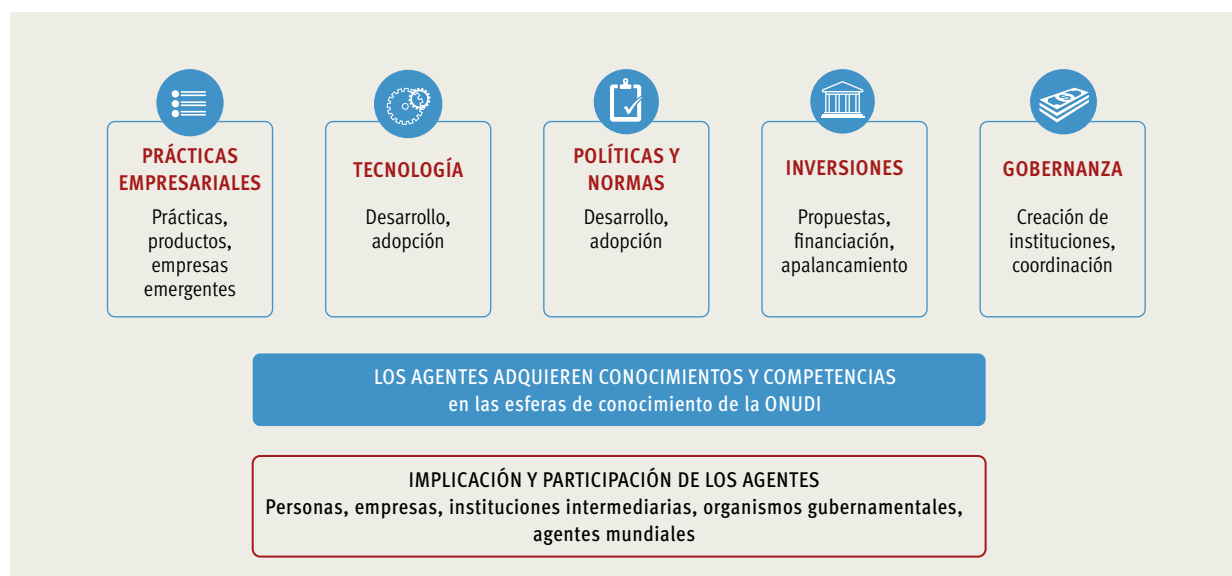 PRÁCTICAS
EMPRESARIALES
Prácticas,
productos,
empresas
emergentes
TECNOLOGÍA
Desarrollo,
adopción
POLÍTICAS Y
NORMAS
Desarrollo,
adopción
INVERSIONES
Propuestas,
financiación,
apalancamiento
GOBERNANZA
Creación de
instituciones,
coordinación
LOS AGENTES ADQUIEREN CONOCIMIENTOS Y COMPETENCIAS
en las esferas de conocimiento de la ONUDI
IMPLICACIÓN Y PARTICIPACIÓN DE LOS AGENTES
Personas, empresas, instituciones intermediarias, organismos gubernamentales,
agentes mundiales